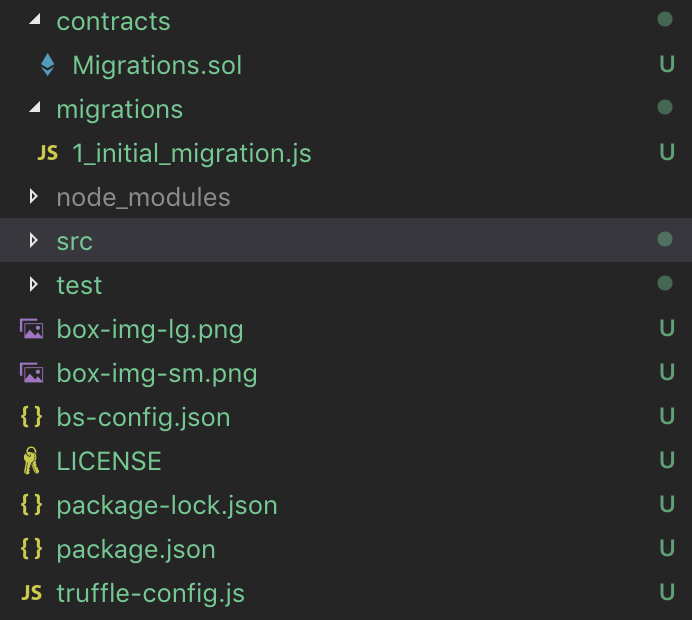 contracts
Migrations.sol U
migrations
JS 1_initial_migration.js U
node_modules
src
test
box-img-lg.png U
box-img-sm.png U
{} bs-config.json U
LICENSE U
{} package-lock.json U
{} package.json U
JS truffle-config.js U